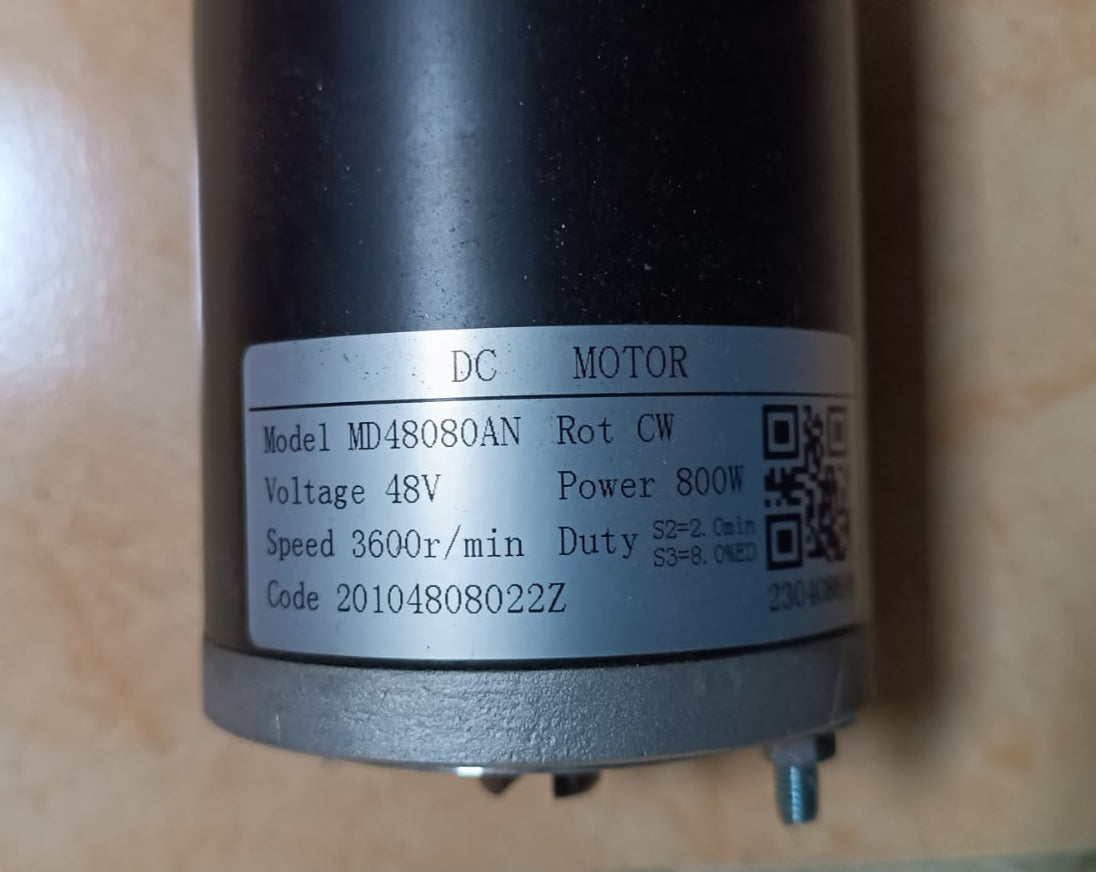 DC MOTOR
Model MD48080AN Rot CW
Voltage 48V Power 800W
Speed 3600r/min Duty S2=2.0min
S3=8.0%ED
Code 20104808022Z